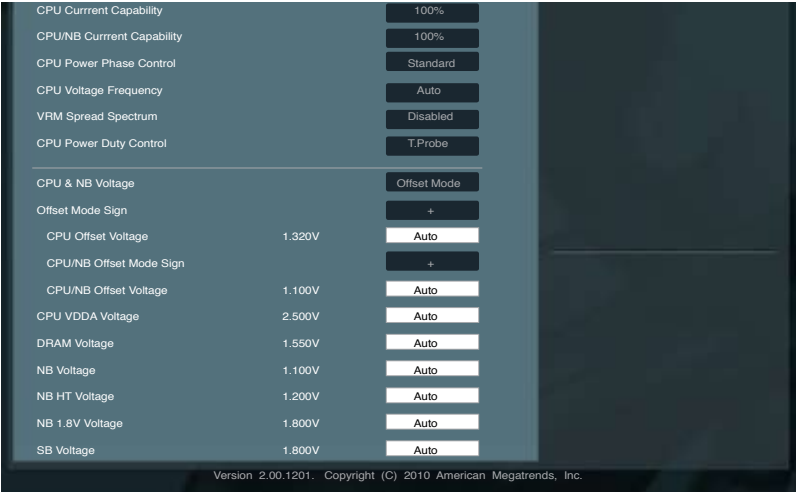 CPU Currrent Capability 100%
CPU/NB Currrent Capability 100%
CPU Power Phase Control Standard
CPU Voltage Frequency Auto
VRM Spread Spectrum Disabled
CPU Power Duty Control T.Probe
CPU & NB Voltage Offset Mode
Offset Mode Sign +
CPU Offset Voltage 1.320V Auto
CPU/NB Offset Mode Sign +
CPU/NB Offset Voltage 1.100V Auto
CPU VDDA Voltage 2.500V Auto
DRAM Voltage 1.550V Auto
NB Voltage 1.100V Auto
NB HT Voltage 1.200V Auto
NB 1.8V Voltage 1.800V Auto
SB Voltage 1.800V Auto
Version 2.00.1201. Copyright (C) 2010 American Megatrends, Inc.